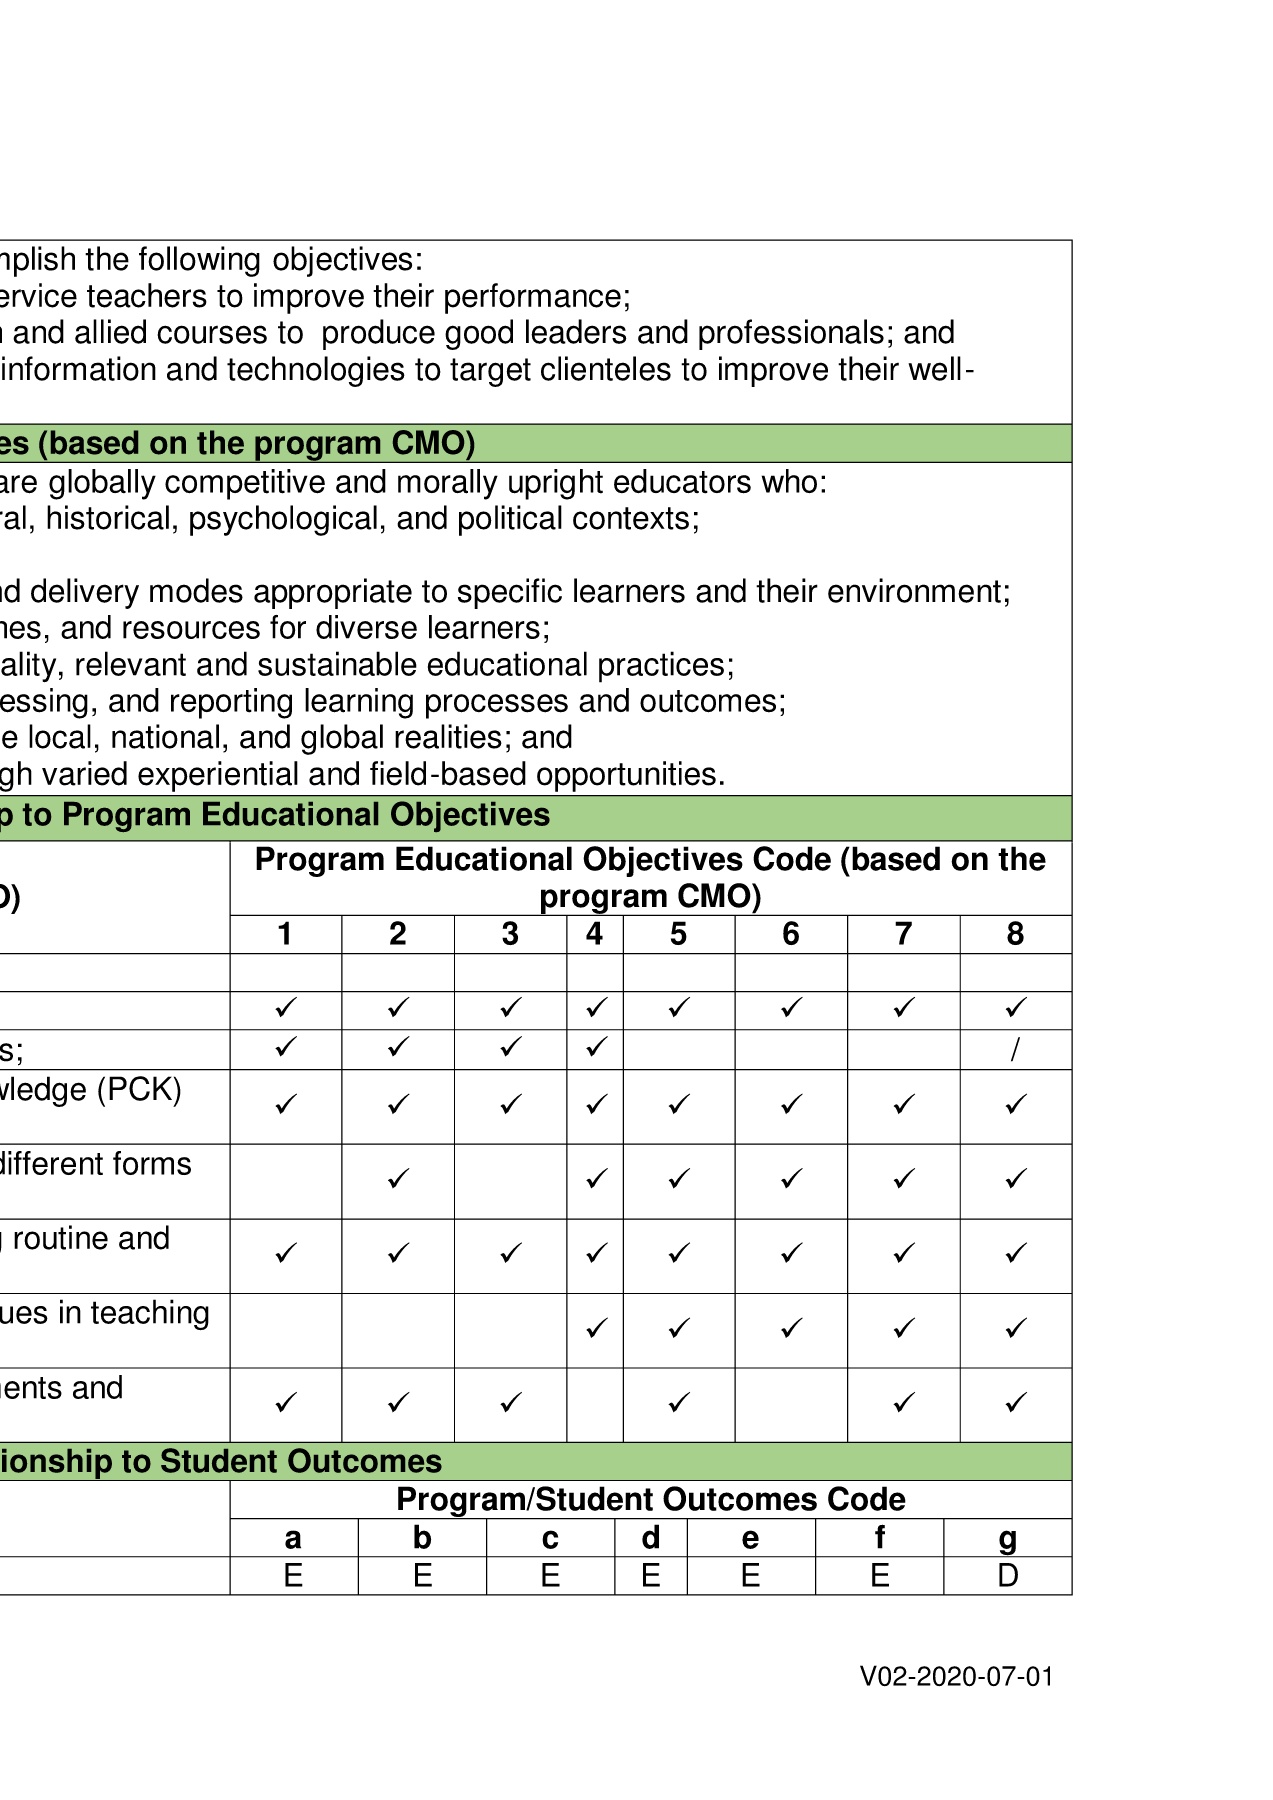 mplish the following objectives:
ervice teachers to improve their performance;
and allied courses to produce good leaders and professionals; and
information and technologies to target clienteles to improve their well-
es (based on the program CMO)
are globally competitive and morally upright educators who:
ral, historical, psychological, and political contexts;
nd delivery modes appropriate to specific learners and their environment;
nes, and resources for diverse learners;
ality, relevant and sustainable educational practices;
essing, and reporting learning processes and outcomes;
e local, national, and global realities; and
gh varied experiential and field-based opportunities.
p to Program Educational Objectives
Program Educational Objectives Code (based on the
O) program CMO)
1 2 3 4 5 6 7 8
✓ ✓ ✓ ✓ ✓ ✓ ✓ ✓
s; ✓ ✓ ✓ ✓ /
wledge (PCK)
✓ ✓ ✓ ✓ ✓ ✓ ✓ ✓
different forms
✓ ✓ ✓ ✓ ✓ ✓
g routine and
✓ ✓ ✓ ✓ ✓ ✓ ✓ ✓
ues in teaching
✓ ✓ ✓ ✓ ✓
ents and
✓ ✓ ✓ ✓ ✓ ✓
ionship to Student Outcomes
Program/Student Outcomes Code
a b c d e f g
E E E E E E D
V02-2020-07-01